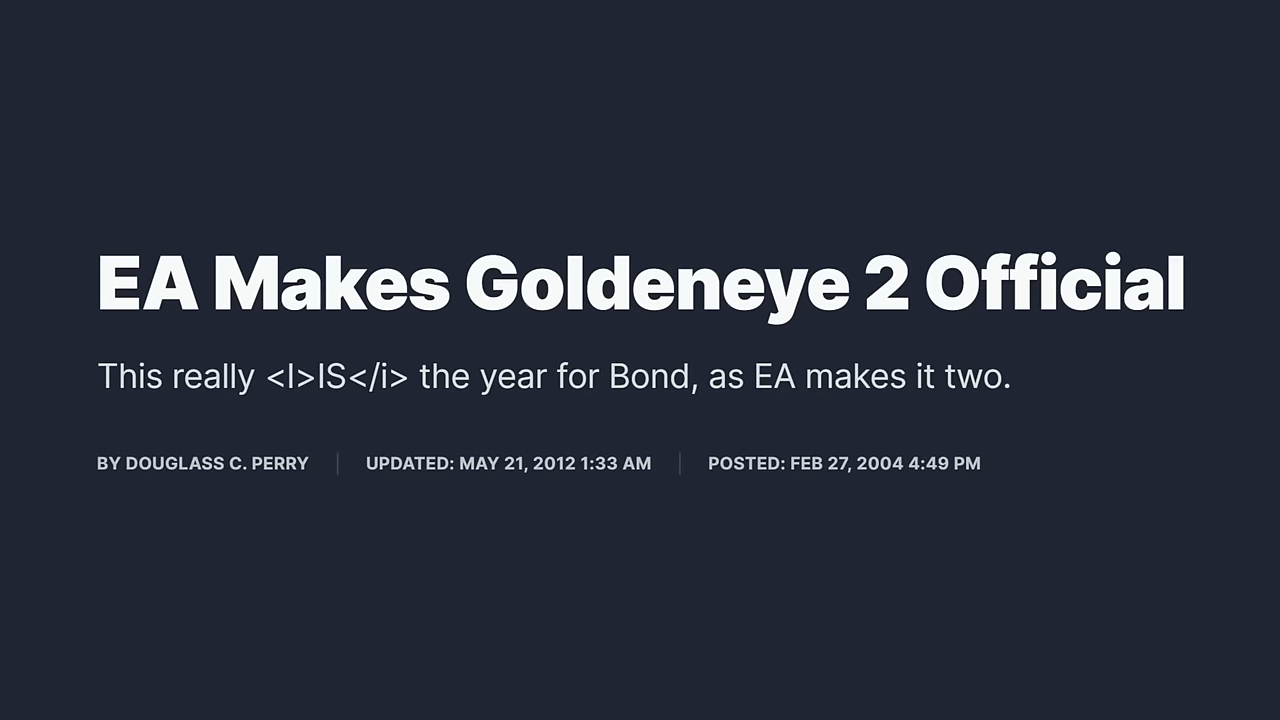 EA Makes Goldeneye 2 Official
This really <I>IS</i> the year for Bond, as EA makes it two.
BY DOUGLASS C. PERRY | UPDATED: MAY 21, 2012 1:33 AM | POSTED: FEB 27, 2004 4:49 PM